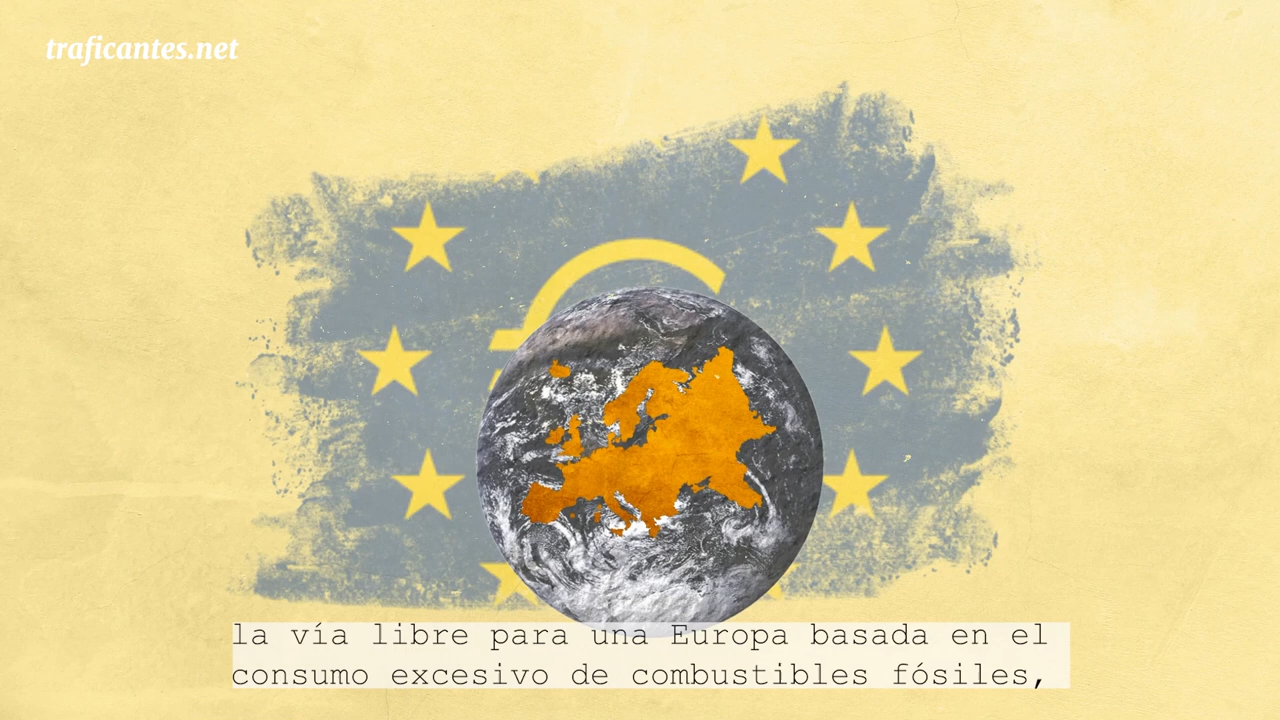 traficantes.net
la vía libre para una Europa basada en el
consumo excesivo de combustibles fósiles,